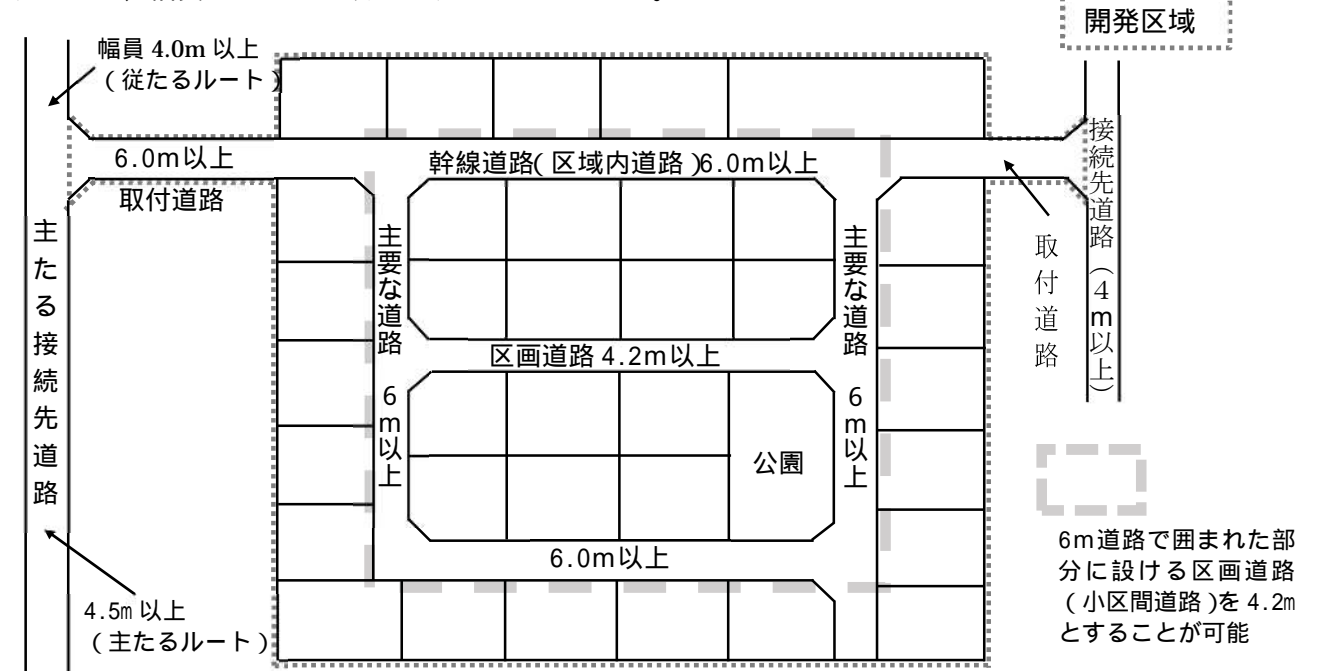 開発区域
幅員 4.0m 以上
（従たるルート）
6.0m以上
取付道路
幹線道路（区域内道路）6.0m以上
主たる接続先道路
主要な道路 6m以上
主要な道路 6m以上
取付道路
接続先道路（4m以上）
区画道路 4.2m以上
公園
6.0m以上
4.5m 以上
（主たるルート）
6m道路で囲まれた部
分に設ける区画道路
（小区間道路）を 4.2m
とすることが可能